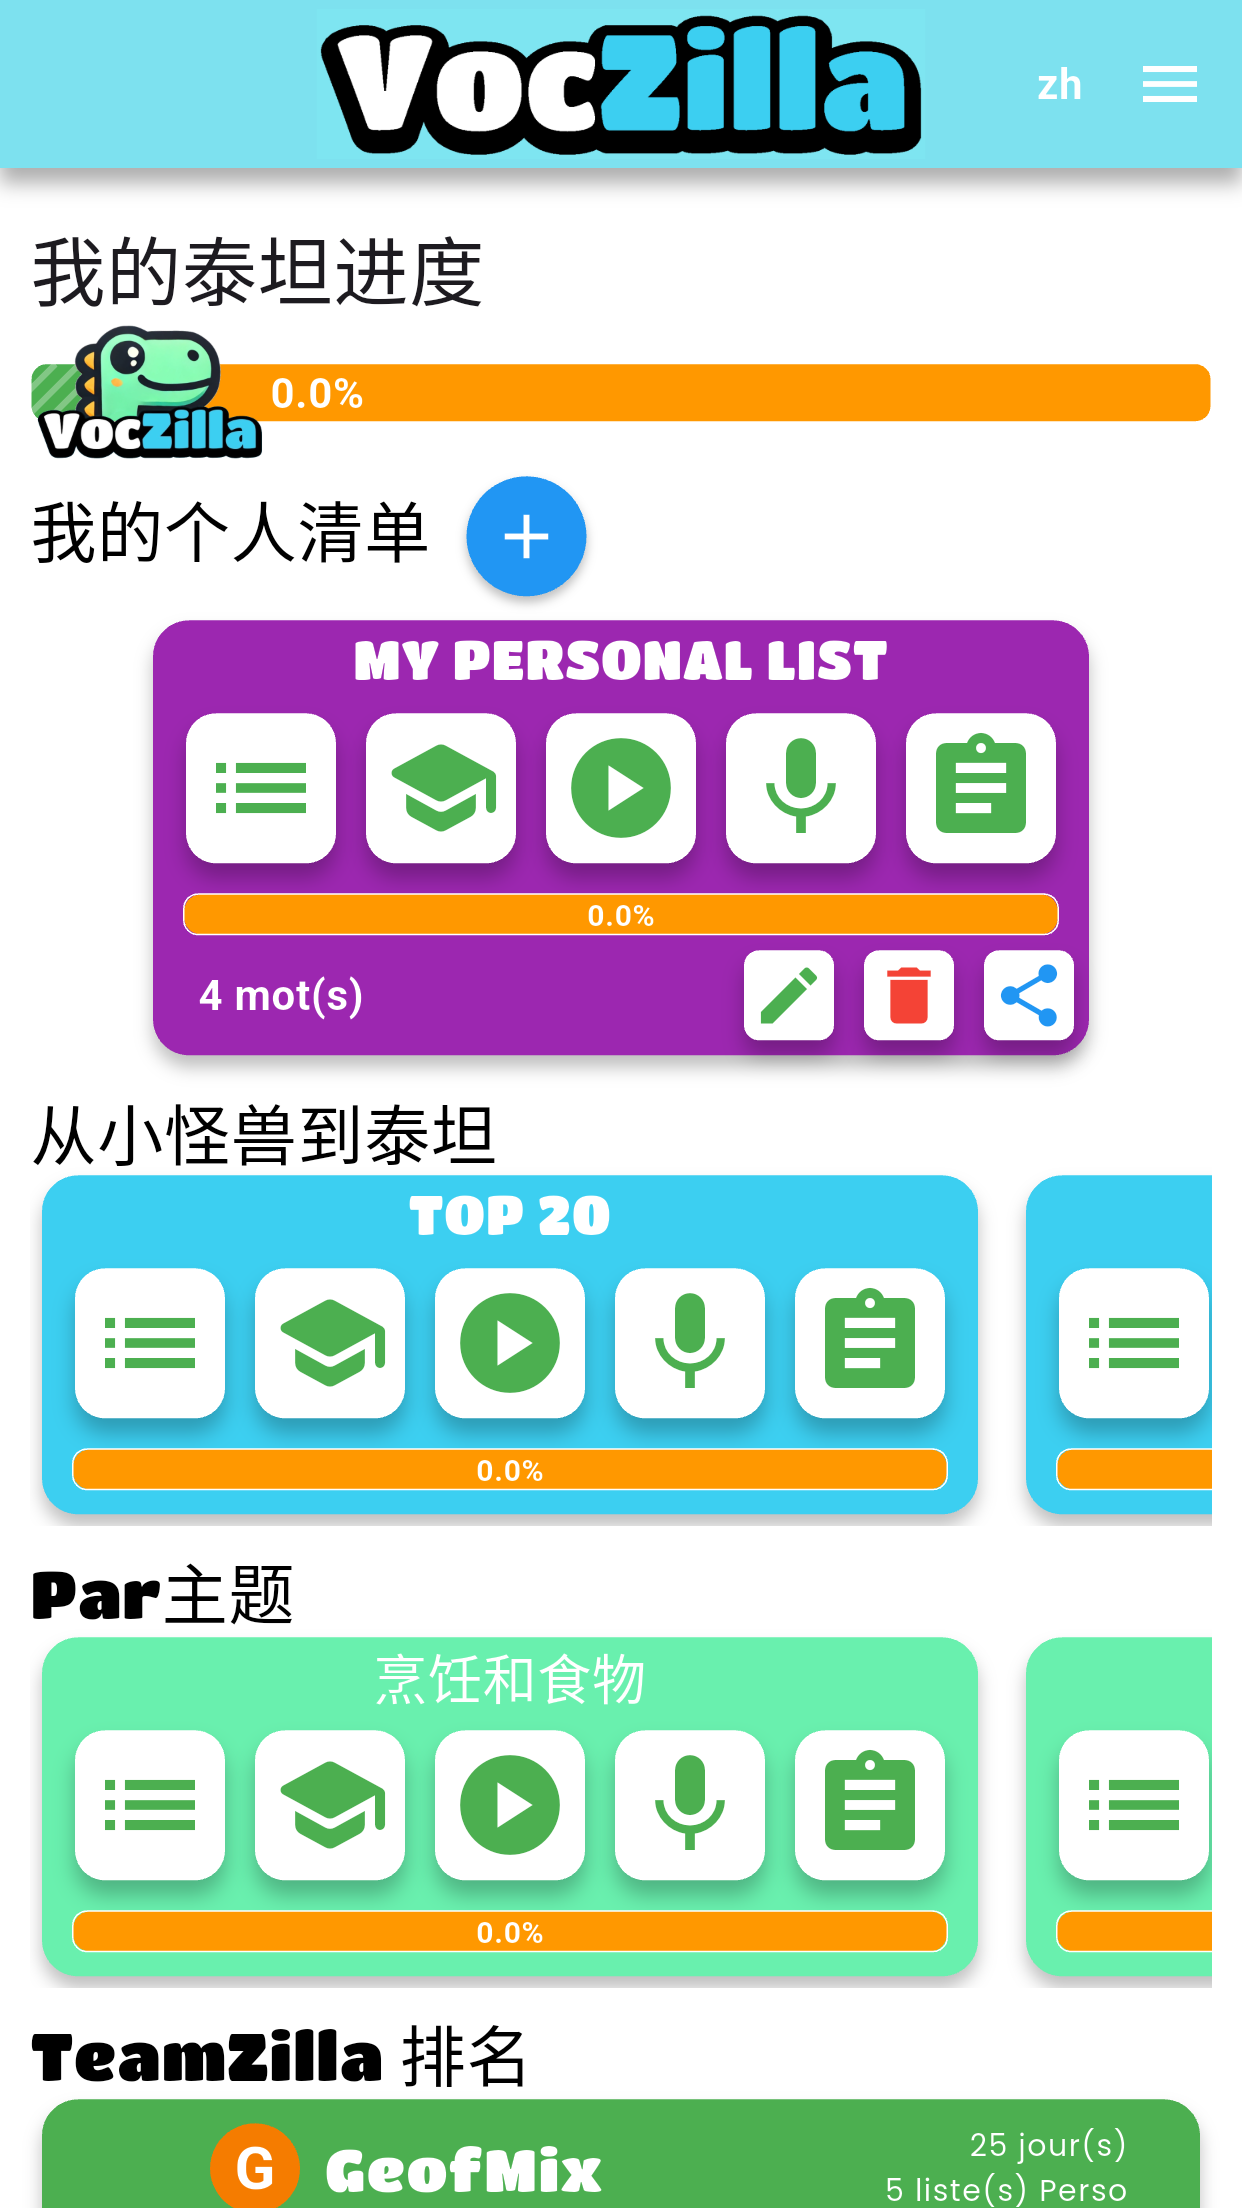 VocZilla
zh
我的泰坦进度
0.0%
VocZilla
我的个人清单
MY PERSONAL LIST
0.0%
4 mot(s)
从小怪兽到泰坦
TOP 20
0.0%
Par主题
烹饪和食物
0.0%
TeamZilla 排名
G
GeofMix
25 jour(s)
5 liste(s) Perso